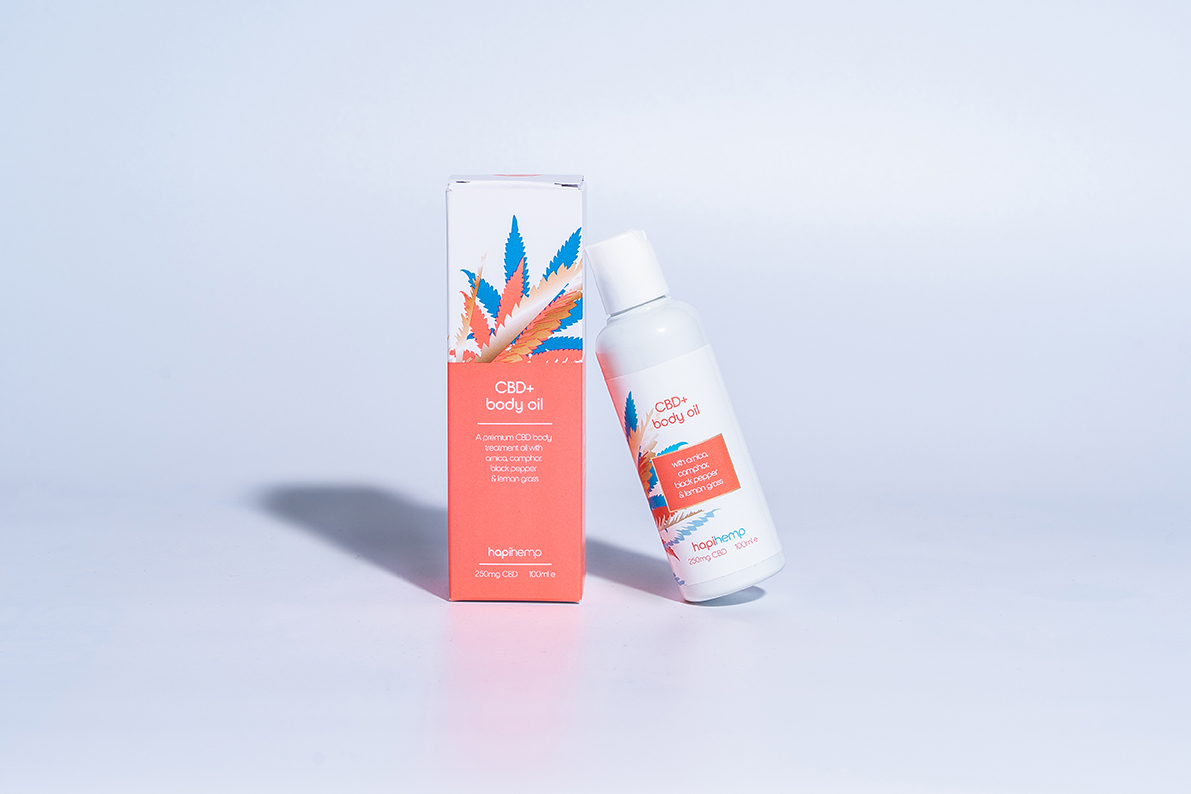 CBD+
body oil
A premium CBD body
treatment oil with
arnica, camphor,
black pepper
& lemon grass
hapihemp
250mg CBD 100ml e
CBD+
body oil
with arnica,
camphor,
black pepper
& lemon grass
hapihemp
250mg CBD 100ml e